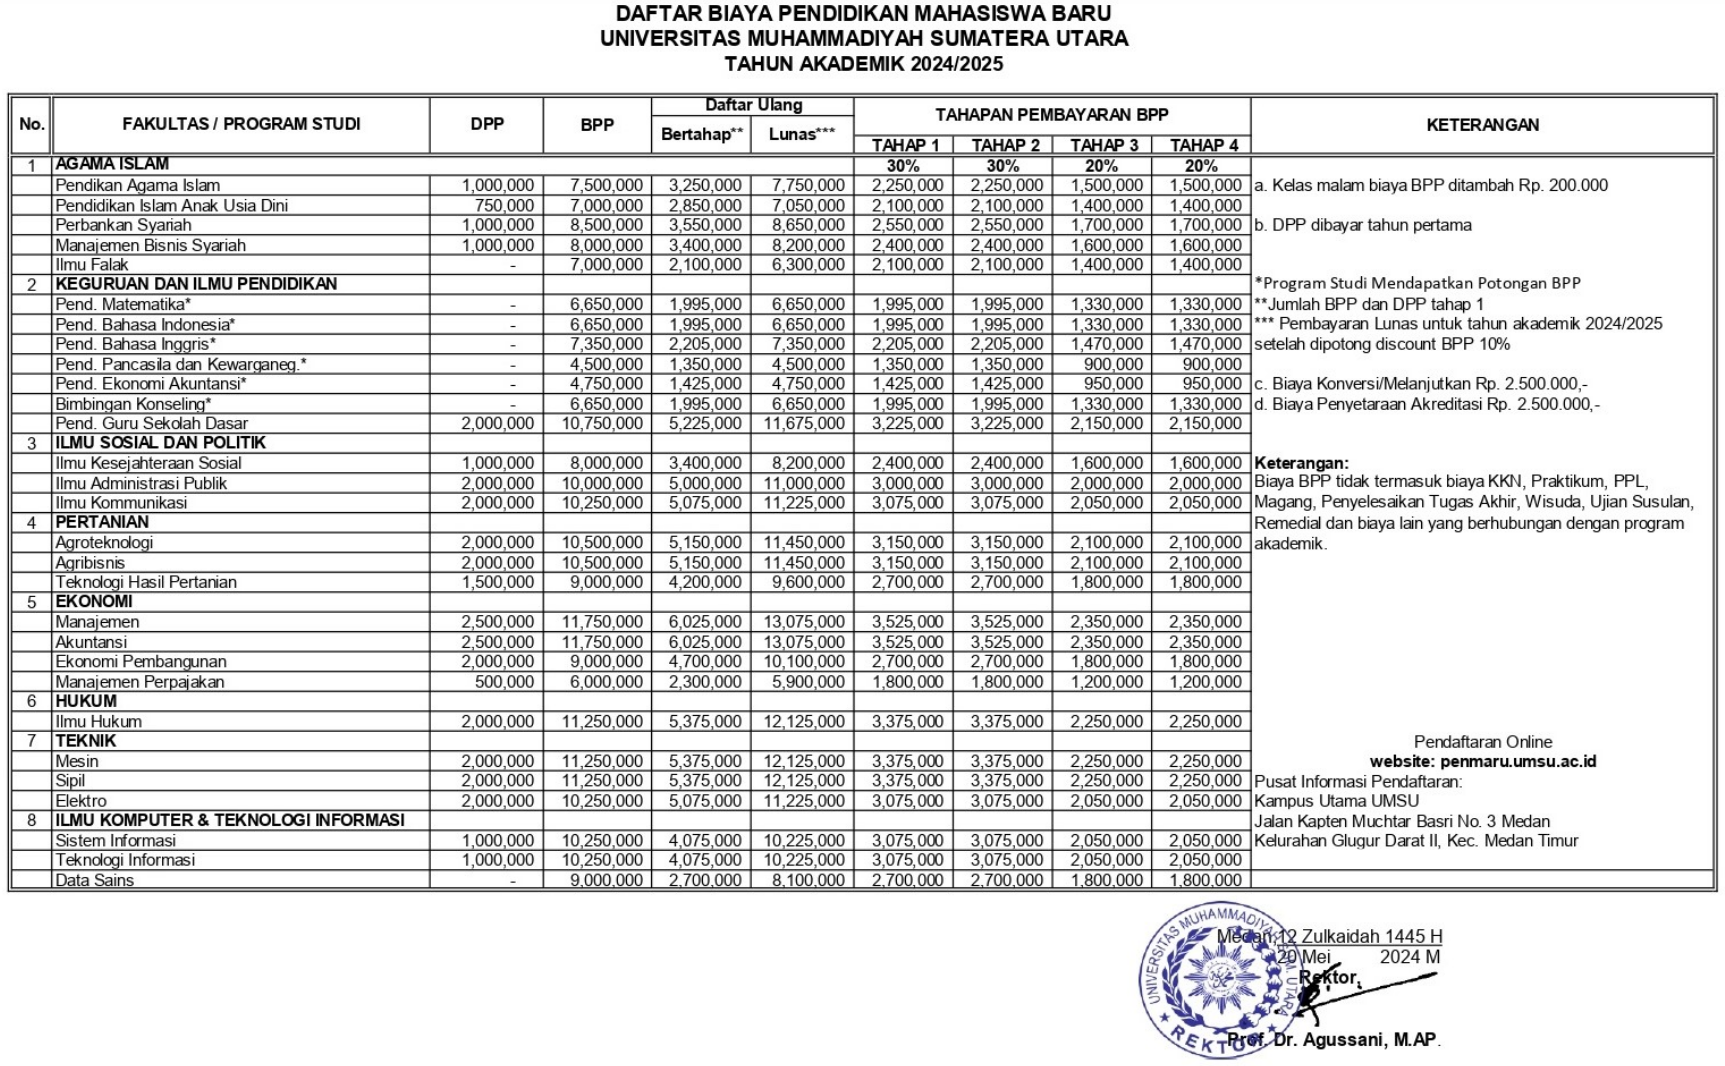 DAFTAR BIAYA PENDIDIKAN MAHASISWA BARU
UNIVERSITAS MUHAMMADIYAH SUMATERA UTARA
TAHUN AKADEMIK 2024/2025
No. FAKULTAS / PROGRAM STUDI DPP BPP Daftar Ulang TAHAPAN PEMBAYARAN BPP KETERANGAN
Bertahap** Lunas*** TAHAP 1 TAHAP 2 TAHAP 3 TAHAP 4
1 AGAMA ISLAM 30% 30% 20% 20%
Pendikan Agama Islam 1,000,000 7,500,000 3,250,000 7,750,000 2,250,000 2,250,000 1,500,000 1,500,000 a. Kelas malam biaya BPP ditambah Rp. 200.000
Pendidikan Islam Anak Usia Dini 750,000 7,000,000 2,850,000 7,050,000 2,100,000 2,100,000 1,400,000 1,400,000
Perbankan Syariah 1,000,000 8,500,000 3,550,000 8,650,000 2,550,000 2,550,000 1,700,000 1,700,000 b. DPP dibayar tahun pertama
Manajemen Bisnis Syariah 1,000,000 8,000,000 3,400,000 8,200,000 2,400,000 2,400,000 1,600,000 1,600,000
Ilmu Falak - 7,000,000 2,100,000 6,300,000 2,100,000 2,100,000 1,400,000 1,400,000
2 KEGURUAN DAN ILMU PENDIDIKAN *Program Studi Mendapatkan Potongan BPP
Pend. Matematika* - 6,650,000 1,995,000 6,650,000 1,995,000 1,995,000 1,330,000 1,330,000 **Jumlah BPP dan DPP tahap 1
Pend. Bahasa Indonesia* - 6,650,000 1,995,000 6,650,000 1,995,000 1,995,000 1,330,000 1,330,000 *** Pembayaran Lunas untuk tahun akademik 2024/2025
Pend. Bahasa Inggris* - 7,350,000 2,205,000 7,350,000 2,205,000 2,205,000 1,470,000 1,470,000 setelah dipotong discount BPP 10%
Pend. Pancasila dan Kewarganeg.* - 4,500,000 1,350,000 4,500,000 1,350,000 1,350,000 900,000 900,000
Pend. Ekonomi Akuntansi* - 4,750,000 1,425,000 4,750,000 1,425,000 1,425,000 950,000 950,000 c. Biaya Konversi/Melanjutkan Rp. 2.500.000,-
Bimbingan Konseling* - 6,650,000 1,995,000 6,650,000 1,995,000 1,995,000 1,330,000 1,330,000 d. Biaya Penyetaraan Akreditasi Rp. 2.500.000,-
Pend. Guru Sekolah Dasar 2,000,000 10,750,000 5,225,000 11,675,000 3,225,000 3,225,000 2,150,000 2,150,000
3 ILMU SOSIAL DAN POLITIK
Ilmu Kesejahteraan Sosial 1,000,000 8,000,000 3,400,000 8,200,000 2,400,000 2,400,000 1,600,000 1,600,000 Keterangan:
Ilmu Administrasi Publik 2,000,000 10,000,000 5,000,000 11,000,000 3,000,000 3,000,000 2,000,000 2,000,000 Biaya BPP tidak termasuk biaya KKN, Praktikum, PPL,
Ilmu Kommunikasi 2,000,000 10,250,000 5,075,000 11,225,000 3,075,000 3,075,000 2,050,000 2,050,000 Magang, Penyelesaikan Tugas Akhir, Wisuda, Ujian Susulan,
4 PERTANIAN Remedial dan biaya lain yang berhubungan dengan program
Agroteknologi 2,000,000 10,500,000 5,150,000 11,450,000 3,150,000 3,150,000 2,100,000 2,100,000 akademik.
Agribisnis 2,000,000 10,500,000 5,150,000 11,450,000 3,150,000 3,150,000 2,100,000 2,100,000
Teknologi Hasil Pertanian 1,500,000 9,000,000 4,200,000 9,600,000 2,700,000 2,700,000 1,800,000 1,800,000
5 EKONOMI
Manajemen 2,500,000 11,750,000 6,025,000 13,075,000 3,525,000 3,525,000 2,350,000 2,350,000
Akuntansi 2,500,000 11,750,000 6,025,000 13,075,000 3,525,000 3,525,000 2,350,000 2,350,000
Ekonomi Pembangunan 2,000,000 9,000,000 4,700,000 10,100,000 2,700,000 2,700,000 1,800,000 1,800,000
Manajemen Perpajakan 500,000 6,000,000 2,300,000 5,900,000 1,800,000 1,800,000 1,200,000 1,200,000
6 HUKUM
Ilmu Hukum 2,000,000 11,250,000 5,375,000 12,125,000 3,375,000 3,375,000 2,250,000 2,250,000
7 TEKNIK Pendaftaran Online
Mesin 2,000,000 11,250,000 5,375,000 12,125,000 3,375,000 3,375,000 2,250,000 2,250,000 website: penmaru.umsu.ac.id
Sipil 2,000,000 11,250,000 5,375,000 12,125,000 3,375,000 3,375,000 2,250,000 2,250,000 Pusat Informasi Pendaftaran:
Elektro 2,000,000 10,250,000 5,075,000 11,225,000 3,075,000 3,075,000 2,050,000 2,050,000 Kampus Utama UMSU
8 ILMU KOMPUTER & TEKNOLOGI INFORMASI Jalan Kapten Muchtar Basri No. 3 Medan
Sistem Informasi 1,000,000 10,250,000 4,075,000 10,225,000 3,075,000 3,075,000 2,050,000 2,050,000 Kelurahan Glugur Darat II, Kec. Medan Timur
Teknologi Informasi 1,000,000 10,250,000 4,075,000 10,225,000 3,075,000 3,075,000 2,050,000 2,050,000
Data Sains - 9,000,000 2,700,000 8,100,000 2,700,000 2,700,000 1,800,000 1,800,000
Medan,12 Zulkaidah 1445 H
20 Mei 2024 M
Rektor,
Prof. Dr. Agussani, M.AP.
UNIVERSITAS MUHAMMADIYAH SUM. UTARA
REKTOR